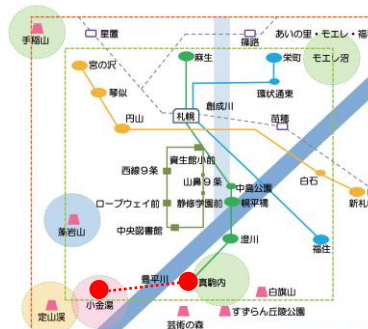 手稲山
星置
篠路
あいの里・モエレ・福
麻生
栄町
宮の沢
モエレ沼
琴似
環状通東
創成川
円山
札幌
苗穂
資生館小前
西線９条
山鼻９条
白石
中島公園
ロープウェイ前
静修学園前
幌平橋
新札
藻岩山
中央図書館
澄川
福住
豊平川
真駒内
小金湯
白旗山
定山渓
すずらん丘陵公園
芸術の森